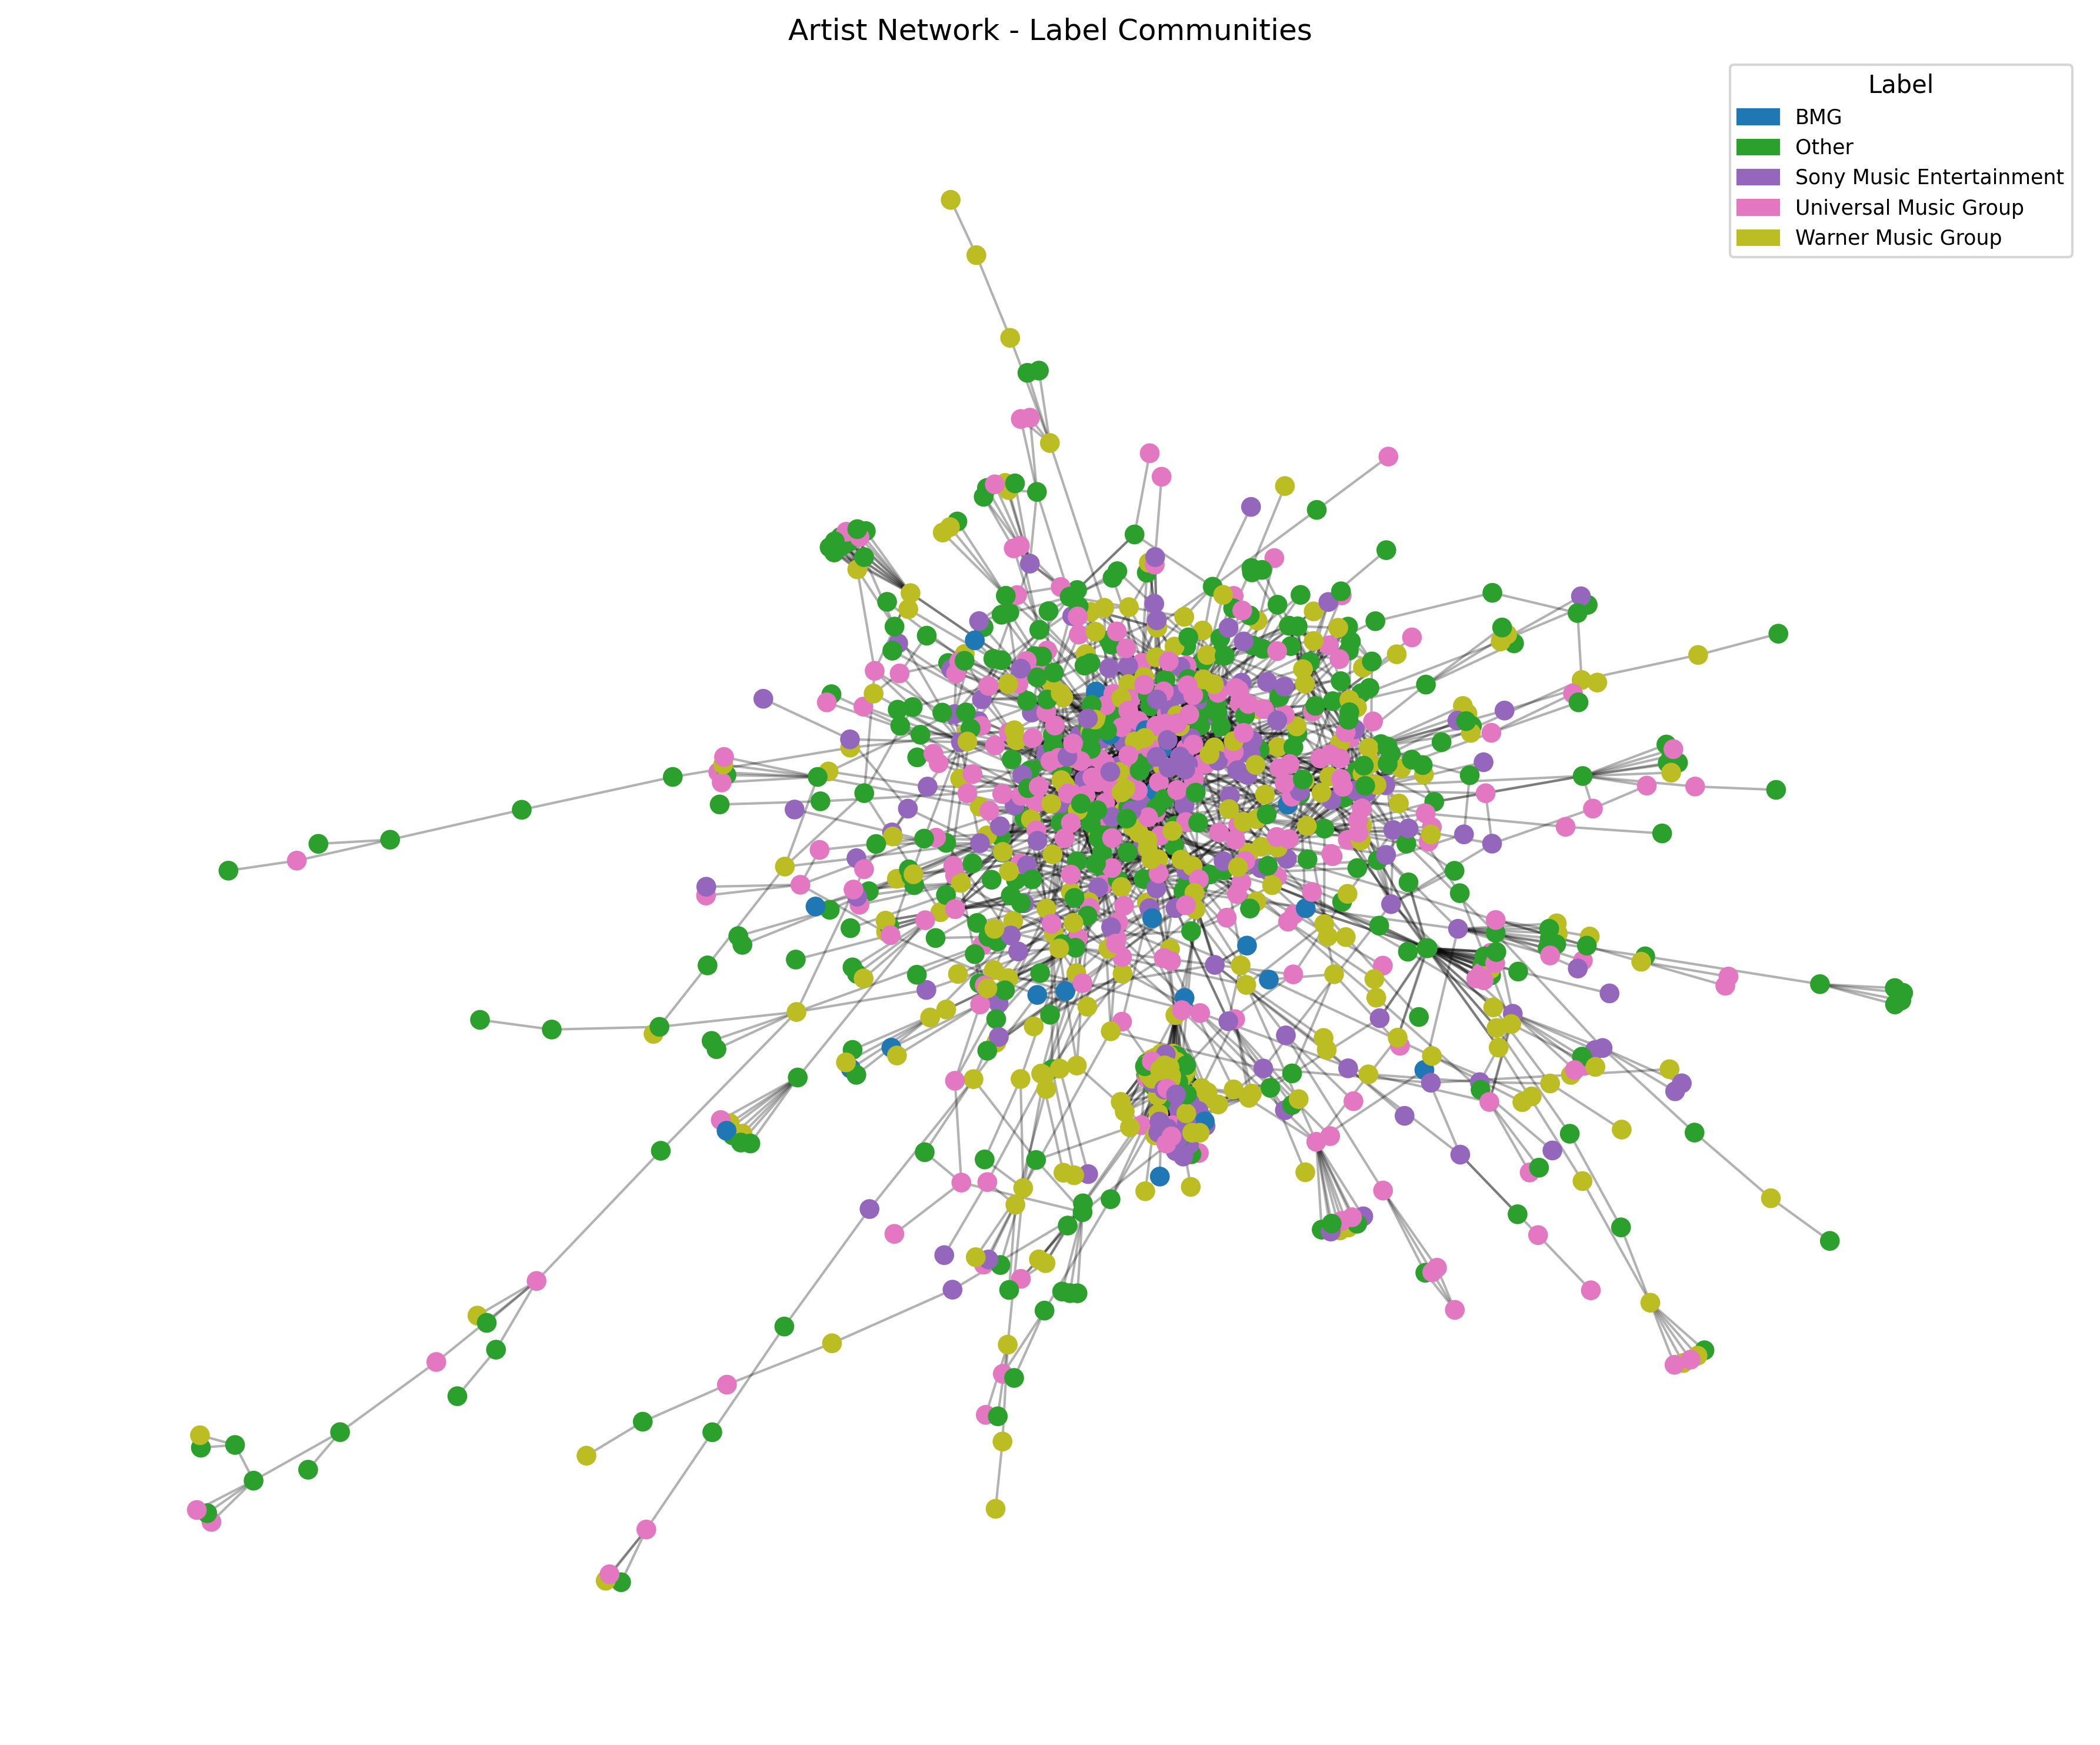 Artist Network - Label Communities
Label
BMG
Other
Sony Music Entertainment
Universal Music Group
Warner Music Group